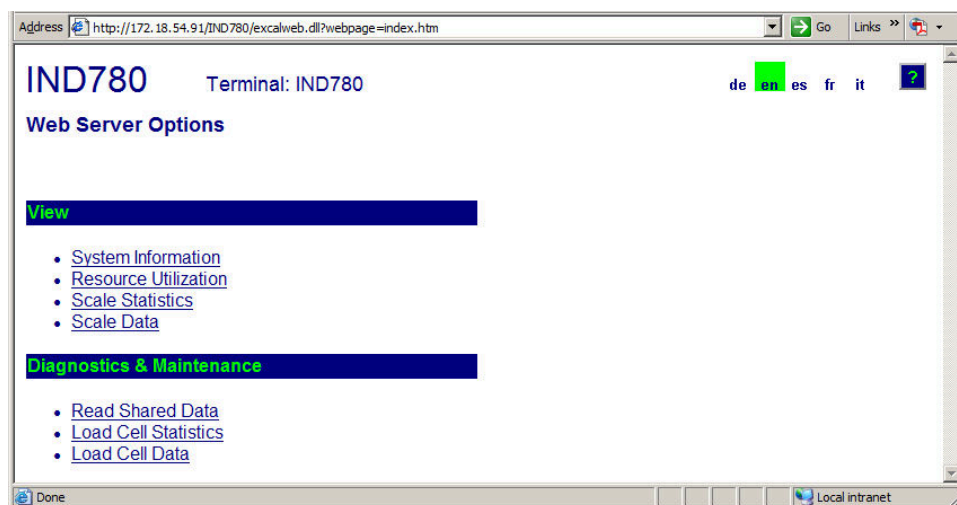 Address http://172.18.54.91/IND780/excalweb.dll?webpage=index.htm Go Links »
IND780 Terminal: IND780 de en es fr it ?
Web Server Options
View
• System Information
• Resource Utilization
• Scale Statistics
• Scale Data
Diagnostics & Maintenance
• Read Shared Data
• Load Cell Statistics
• Load Cell Data
Done Local intranet